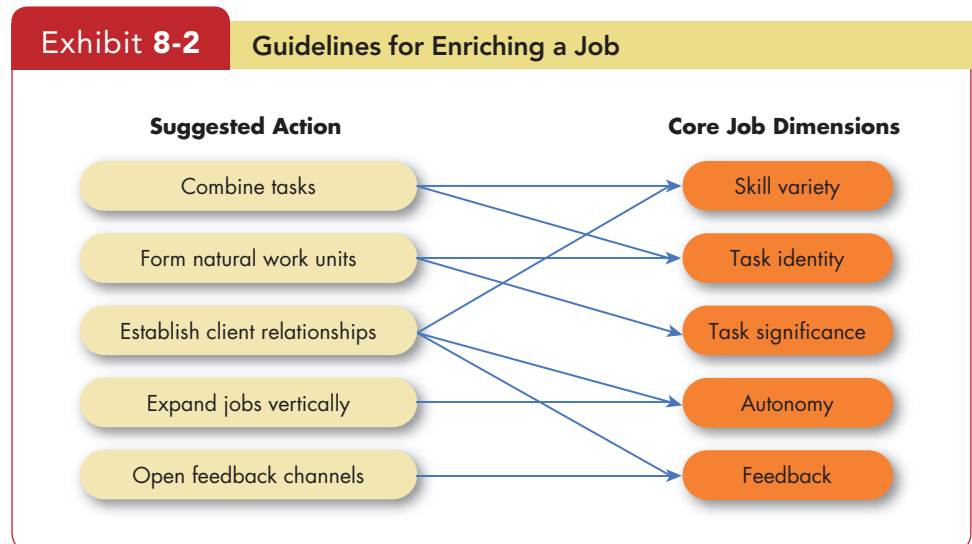 Exhibit 8-2 Guidelines for Enriching a Job
Suggested Action Core Job Dimensions
Combine tasks Skill variety
Form natural work units Task identity
Establish client relationships Task significance
Expand jobs vertically Autonomy
Open feedback channels Feedback